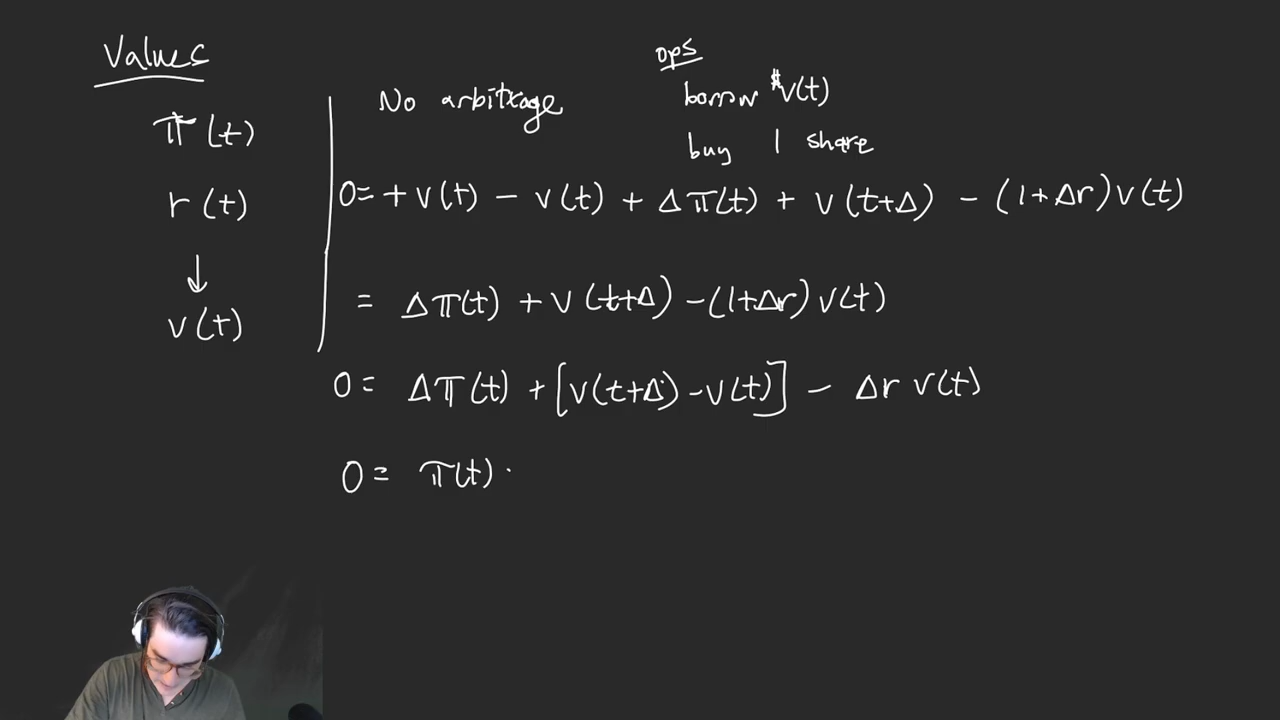 Values
π(t)
r(t)
↓
v(t)
No arbitrage
ops
borrow $v(t)
buy 1 share
0= +v(t) − v(t) + Δπ(t) + v(t+Δ) − (1+Δr)v(t)
= Δπ(t) + v(t+Δ) −(1+Δr)v(t)
0= Δπ(t) +[v(t+Δ) −v(t)] − Δr v(t)
0= π(t)